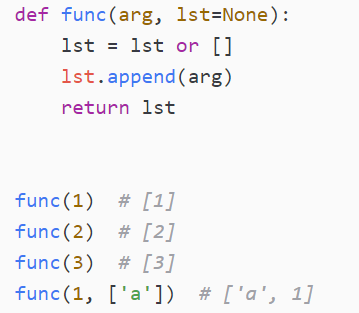 def func(arg, lst=None):
    lst = lst or []
    lst.append(arg)
    return lst
func(1)  # [1]
func(2)  # [2]
func(3)  # [3]
func(1, ['a'])  # ['a', 1]